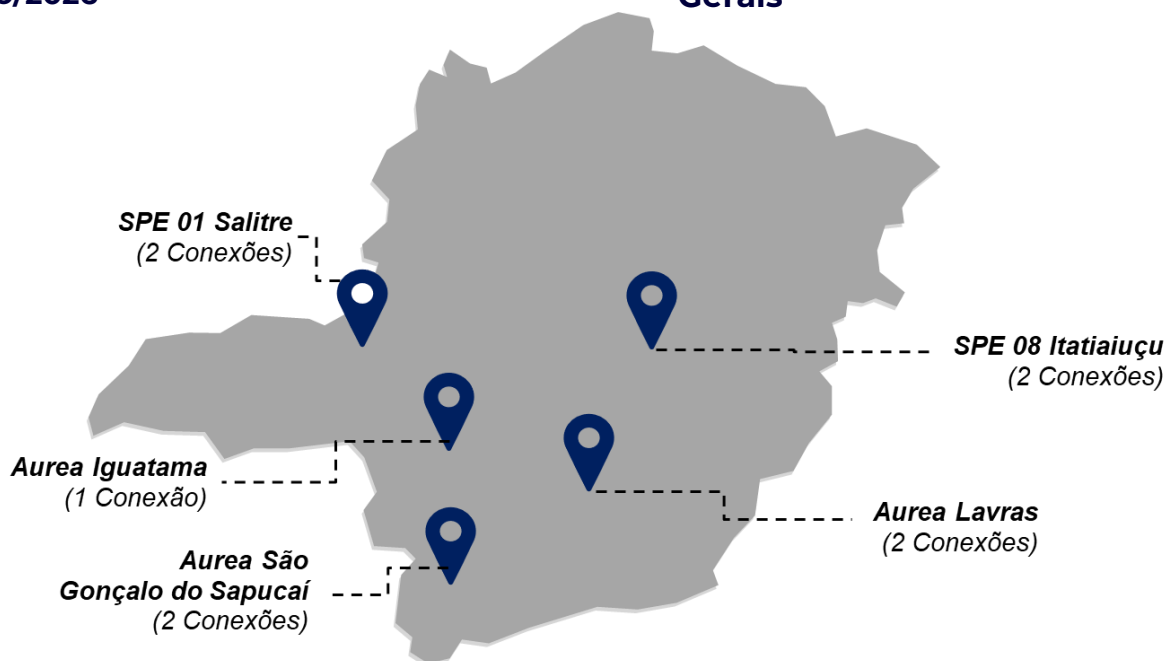 Gerais
SPE 01 Salitre
(2 Conexões)
SPE 08 Itatiaiuçu
(2 Conexões)
Aurea Iguatama
(1 Conexão)
Aurea Lavras
(2 Conexões)
Aurea São
Gonçalo do Sapucaí
(2 Conexões)